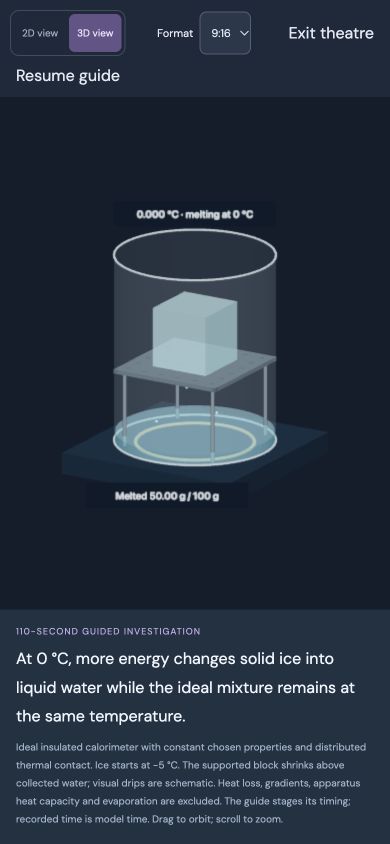 2D view 3D view Format 9:16 Exit theatre
Resume guide
0.000 °C · melting at 0 °C
Melted 50.00 g / 100 g
110-SECOND GUIDED INVESTIGATION
At 0 °C, more energy changes solid ice into
liquid water while the ideal mixture remains at
the same temperature.
Ideal insulated calorimeter with constant chosen properties and distributed
thermal contact. Ice starts at −5 °C. The supported block shrinks above
collected water; visual drips are schematic. Heat loss, gradients, apparatus
heat capacity and evaporation are excluded. The guide stages its timing;
recorded time is model time. Drag to orbit; scroll to zoom.